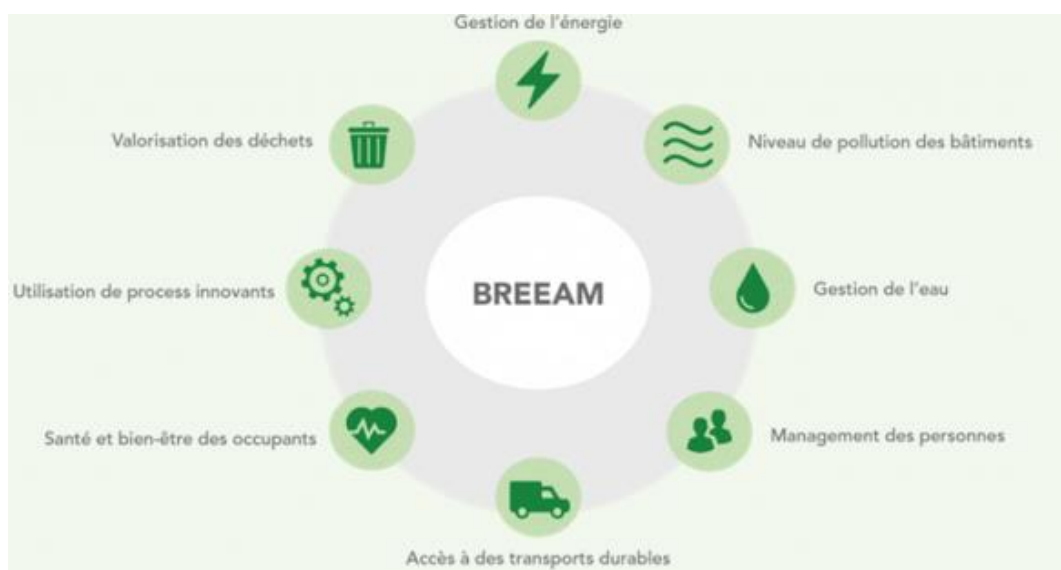 Gestion de l'énergie
Valorisation des déchets
Niveau de pollution des bâtiments
Utilisation de process innovants
BREEAM
Gestion de l'eau
Santé et bien-être des occupants
Management des personnes
Accès à des transports durables